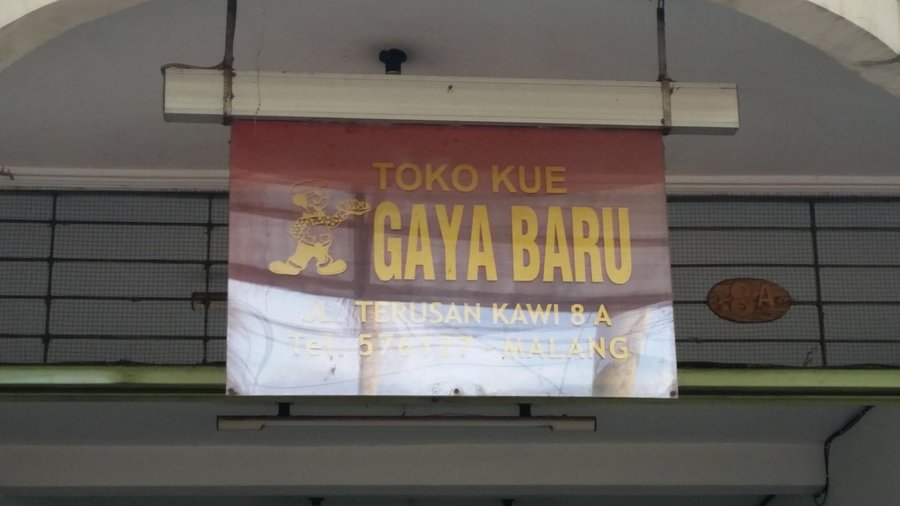 TOKO KUE
GAYA BARU
JL. TERUSAN KAWI 8 A
Tel. 576127 - MALANG
8A